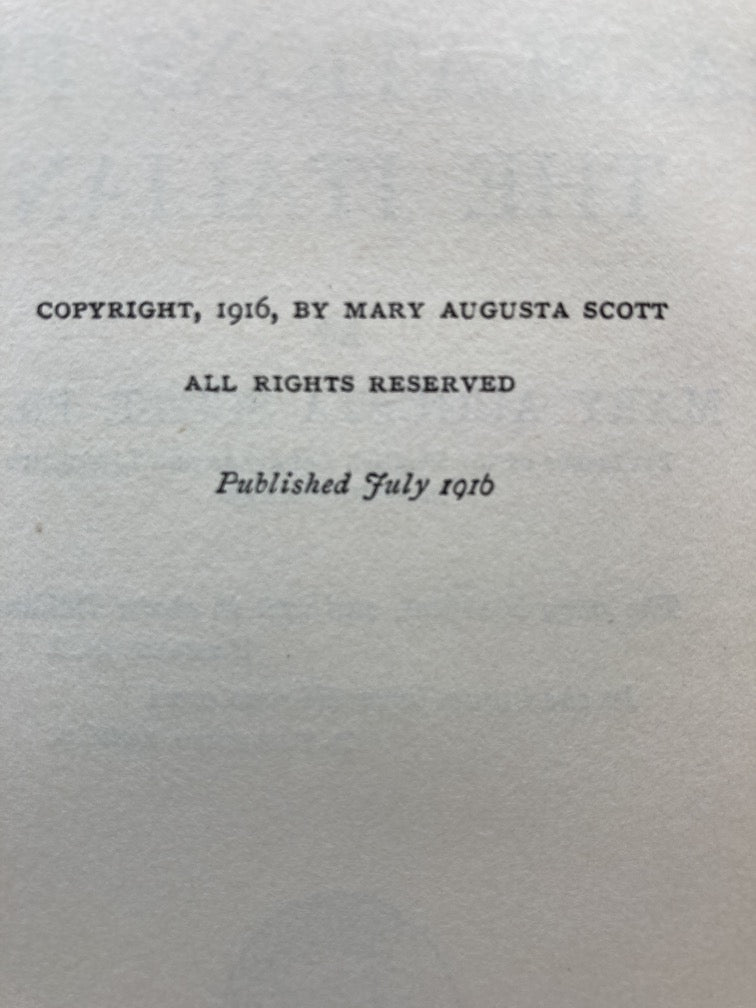 COPYRIGHT, 1916, BY MARY AUGUSTA SCOTT
ALL RIGHTS RESERVED
Published July 1916